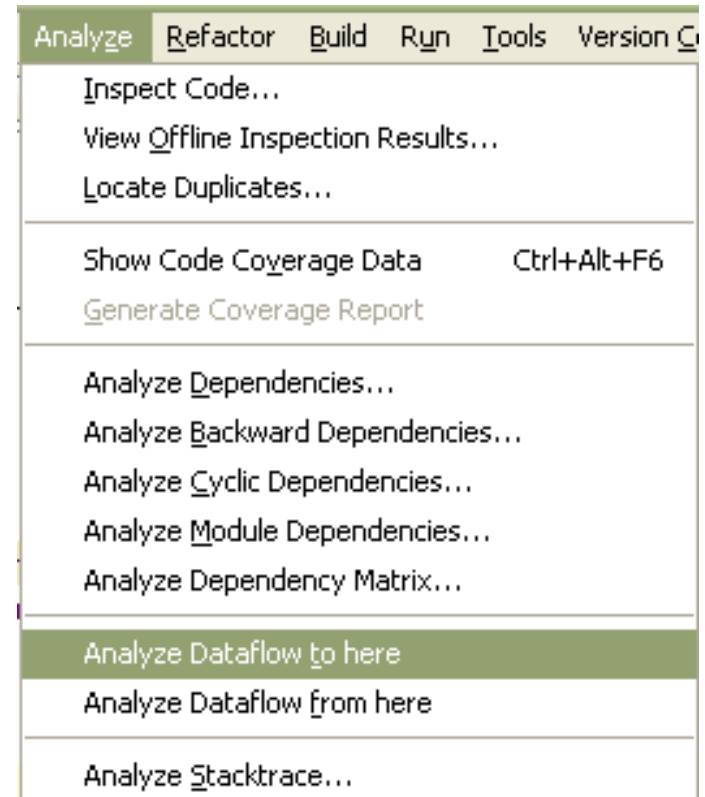 Analyze Refactor Build Run Tools Version
Inspect Code...
View Offline Inspection Results...
Locate Duplicates...
Show Code Coverage Data Ctrl+Alt+F6
Generate Coverage Report
Analyze Dependencies...
Analyze Backward Dependencies...
Analyze Cyclic Dependencies...
Analyze Module Dependencies...
Analyze Dependency Matrix...
Analyze Dataflow to here
Analyze Dataflow from here
Analyze Stacktrace...